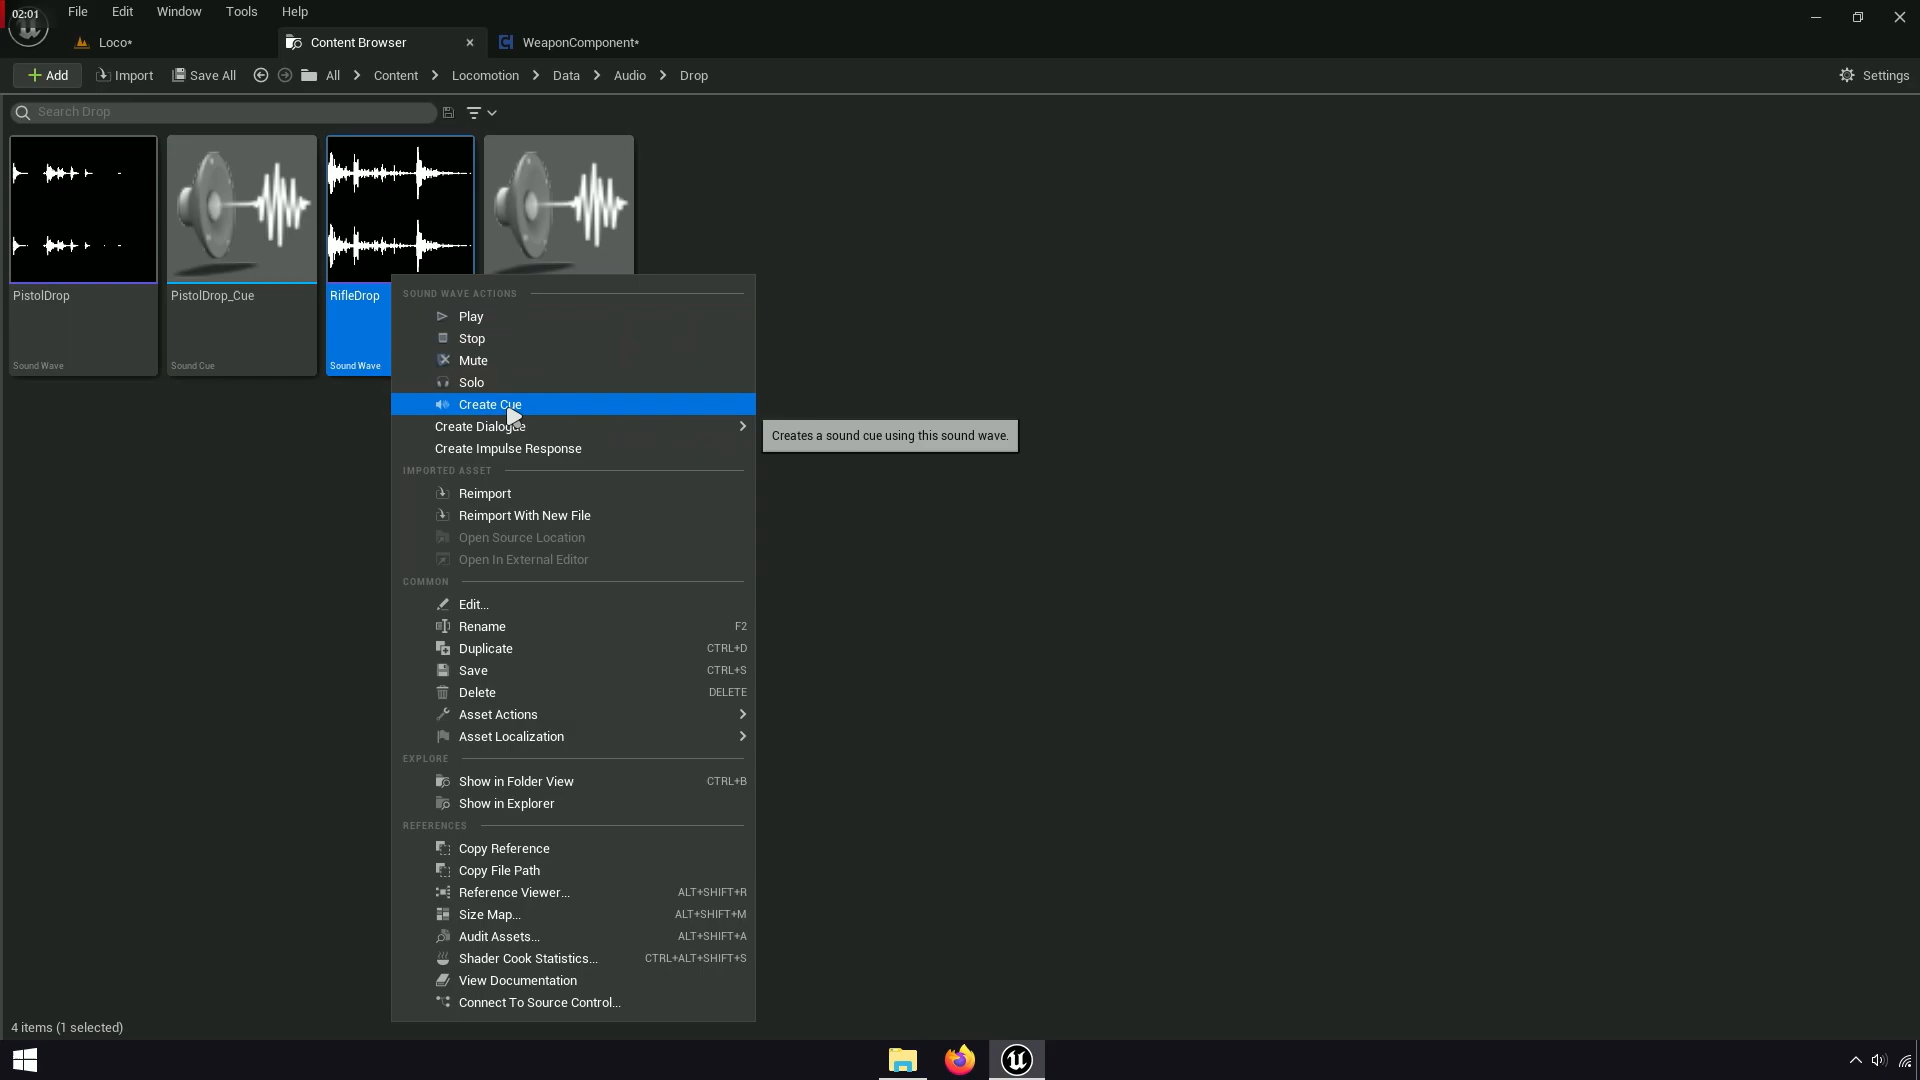 02:01
File Edit Window Tools Help
Loco*
Content Browser
WeaponComponent*
Add
Import
Save All
All
Content
Locomotion
Data
Audio
Drop
Settings
Search Drop
PistolDrop
Sound Wave
PistolDrop_Cue
Sound Cue
RifleDrop
Sound Wave
SOUND WAVE ACTIONS
Play
Stop
Mute
Solo
Create Cue
Create Dialogue
Create Impulse Response
Creates a sound cue using this sound wave.
IMPORTED ASSET
Reimport
Reimport With New File
Open Source Location
Open In External Editor
COMMON
Edit...
Rename F2
Duplicate CTRL+D
Save CTRL+S
Delete DELETE
Asset Actions
Asset Localization
EXPLORE
Show in Folder View CTRL+B
Show in Explorer
REFERENCES
Copy Reference
Copy File Path
Reference Viewer... ALT+SHIFT+R
Size Map... ALT+SHIFT+M
Audit Assets... ALT+SHIFT+A
Shader Cook Statistics... CTRL+ALT+SHIFT+S
View Documentation
Connect To Source Control...
4 items (1 selected)